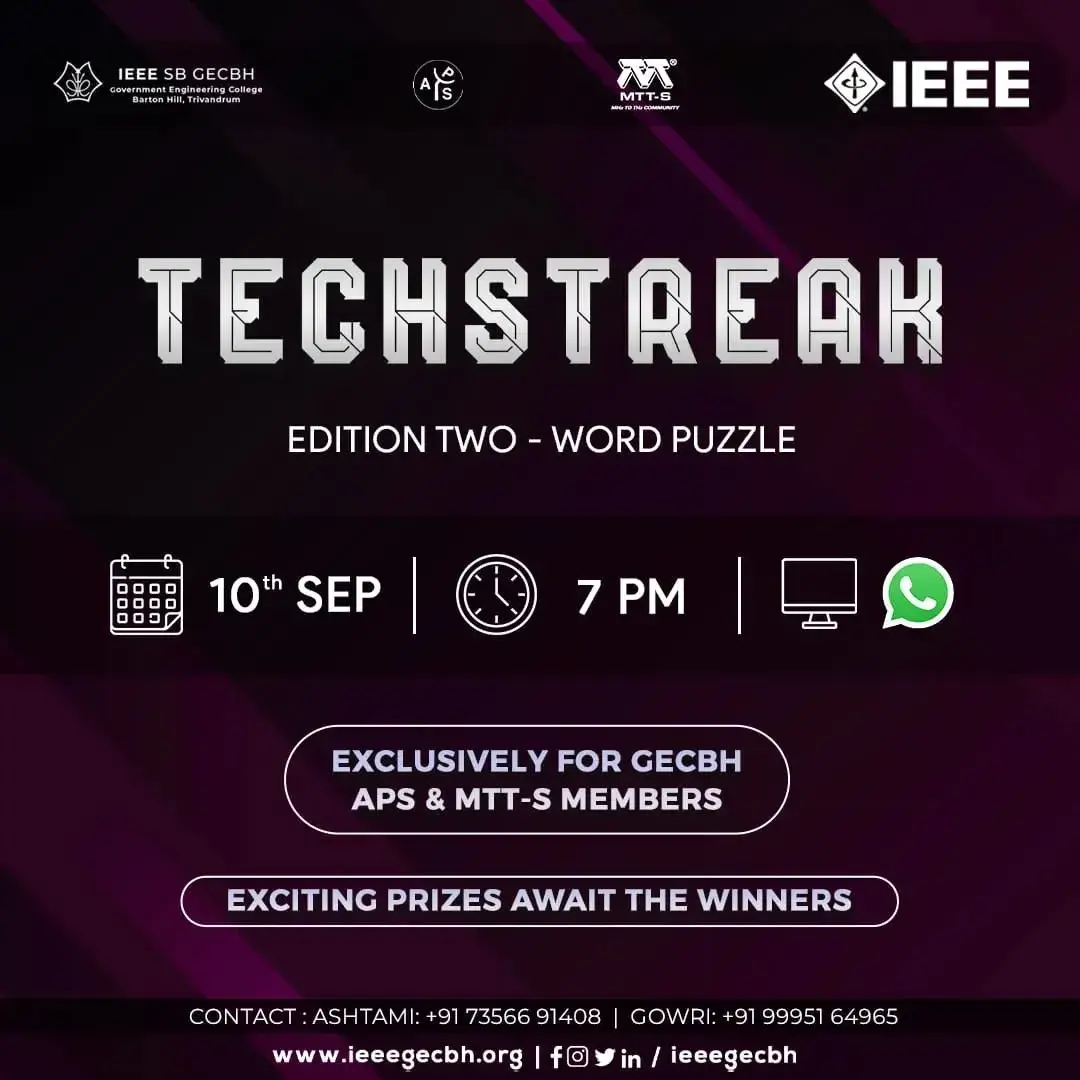 IEEE SB GECBH
Government Engineering College
Barton Hill, Trivandrum
A P S
MTT-S
IEEE
TECHSTREAK
EDITION TWO - WORD PUZZLE
10th SEP
7 PM
EXCLUSIVELY FOR GECBH
APS & MTT-S MEMBERS
EXCITING PRIZES AWAIT THE WINNERS
CONTACT : ASHTAMI: +91 73566 91408 | GOWRI: +91 99951 64965
www.ieeegecbh.org | / ieeegecbh